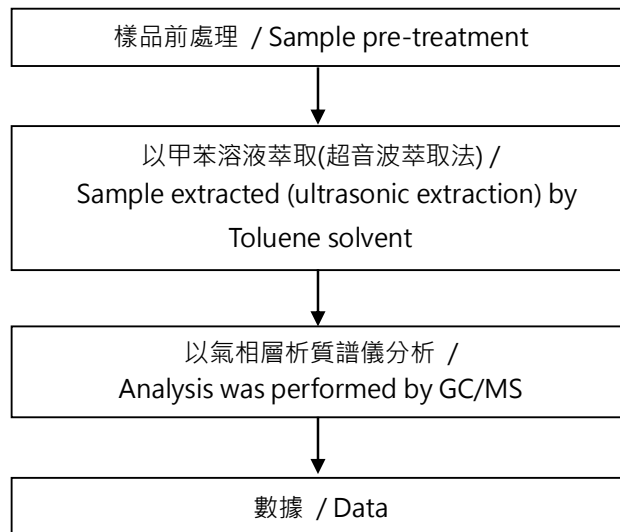 樣品前處理 / Sample pre-treatment
以甲苯溶液萃取(超音波萃取法) /
Sample extracted (ultrasonic extraction) by
Toluene solvent
以氣相層析質譜儀分析 /
Analysis was performed by GC/MS
數據 / Data